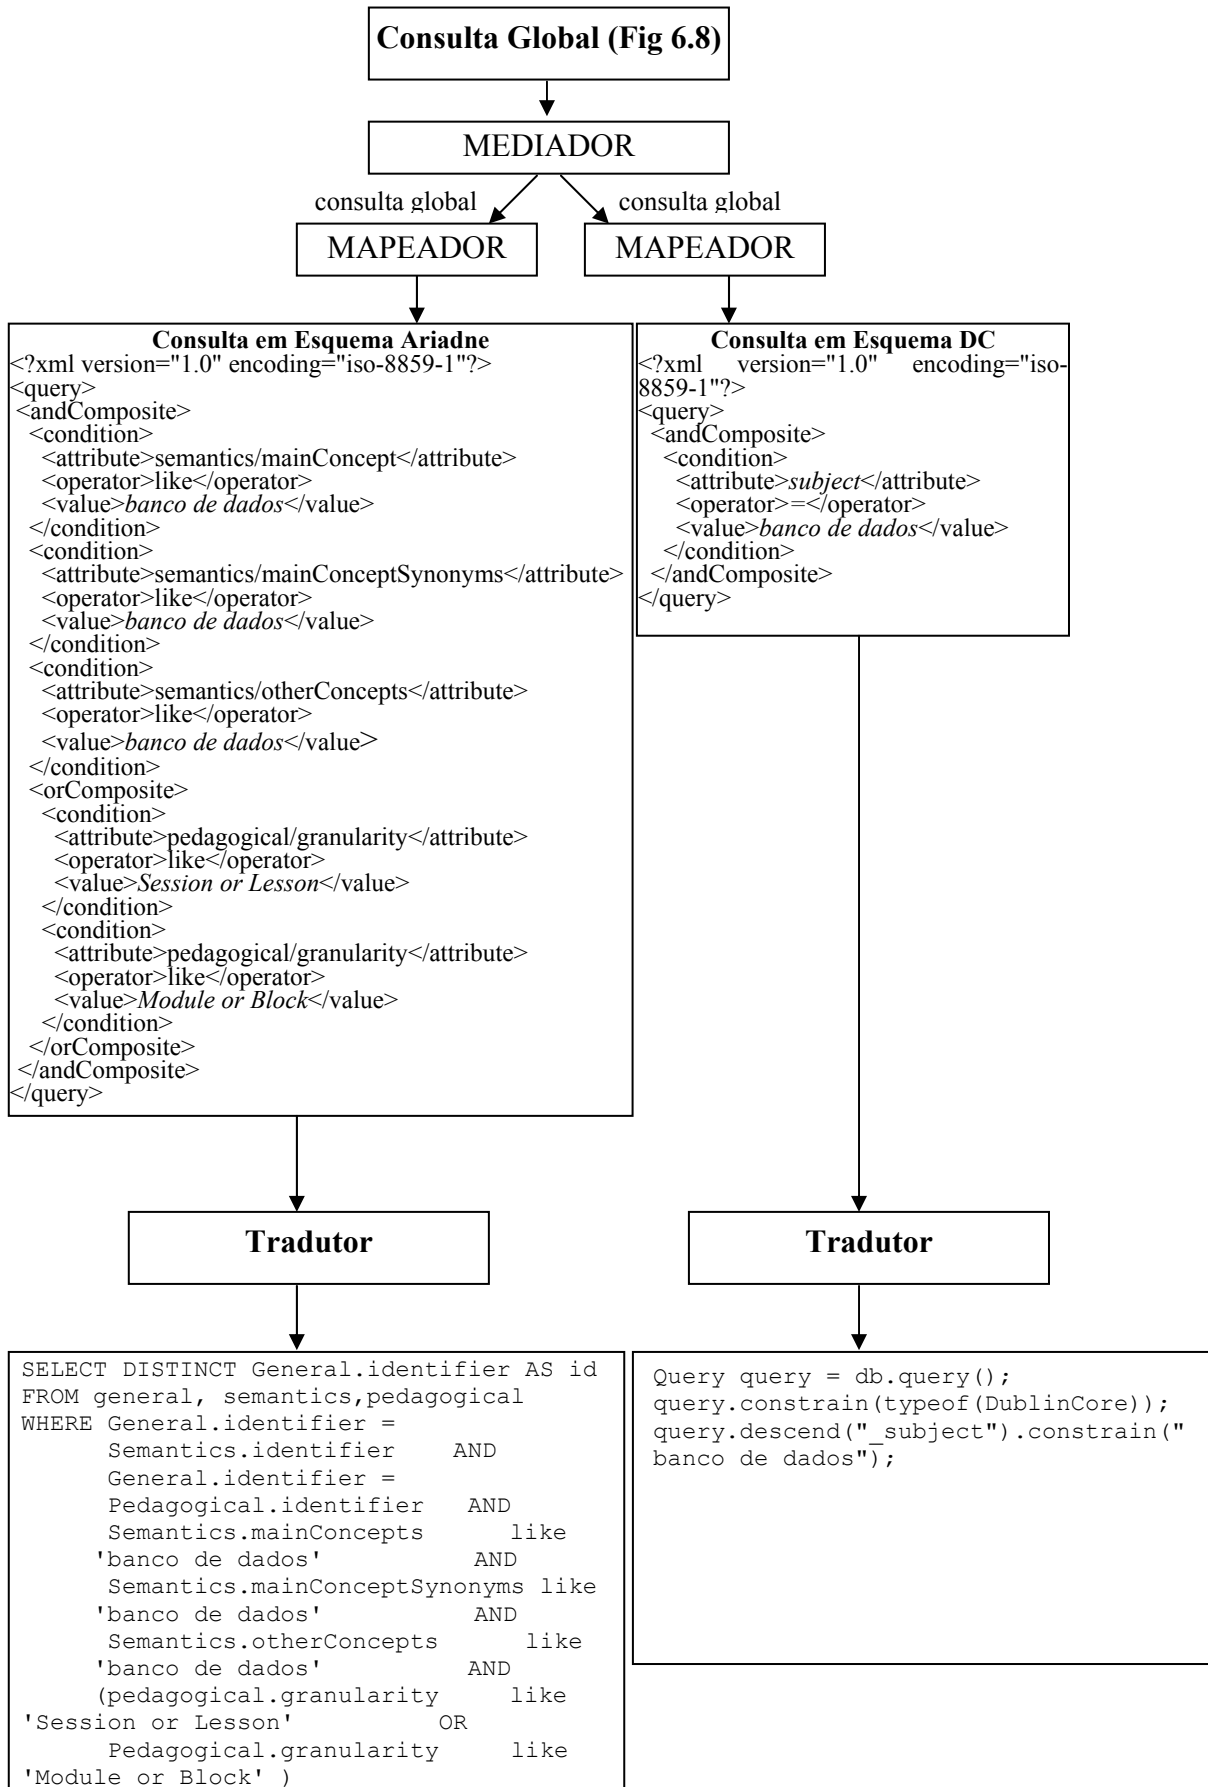 Consulta Global (Fig 6.8)
MEDIADOR
consulta global
consulta global
MAPEADOR
MAPEADOR
Consulta em Esquema Ariadne
<?xml version="1.0" encoding="iso-8859-1"?>
<query>
<andComposite>
<condition>
<attribute>semantics/mainConcept</attribute>
<operator>like</operator>
<value>banco de dados</value>
</condition>
<condition>
<attribute>semantics/mainConceptSynonyms</attribute>
<operator>like</operator>
<value>banco de dados</value>
</condition>
<condition>
<attribute>semantics/otherConcepts</attribute>
<operator>like</operator>
<value>banco de dados</value>
</condition>
<orComposite>
<condition>
<attribute>pedagogical/granularity</attribute>
<operator>like</operator>
<value>Session or Lesson</value>
</condition>
<condition>
<attribute>pedagogical/granularity</attribute>
<operator>like</operator>
<value>Module or Block</value>
</condition>
</orComposite>
</andComposite>
</query>
Consulta em Esquema DC
<?xml version="1.0" encoding="iso-
8859-1"?>
<query>
<andComposite>
<condition>
<attribute>subject</attribute>
<operator>=</operator>
<value>banco de dados</value>
</condition>
</andComposite>
</query>
Tradutor
Tradutor
SELECT DISTINCT General.identifier AS id
FROM general, semantics,pedagogical
WHERE General.identifier =
Semantics.identifier AND
General.identifier =
Pedagogical.identifier AND
Semantics.mainConcepts like
'banco de dados' AND
Semantics.mainConceptSynonyms like
'banco de dados' AND
Semantics.otherConcepts like
'banco de dados' AND
(pedagogical.granularity like
'Session or Lesson' OR
Pedagogical.granularity like
'Module or Block' )
Query query = db.query();
query.constrain(typeof(DublinCore));
query.descend("_subject").constrain("
banco de dados");